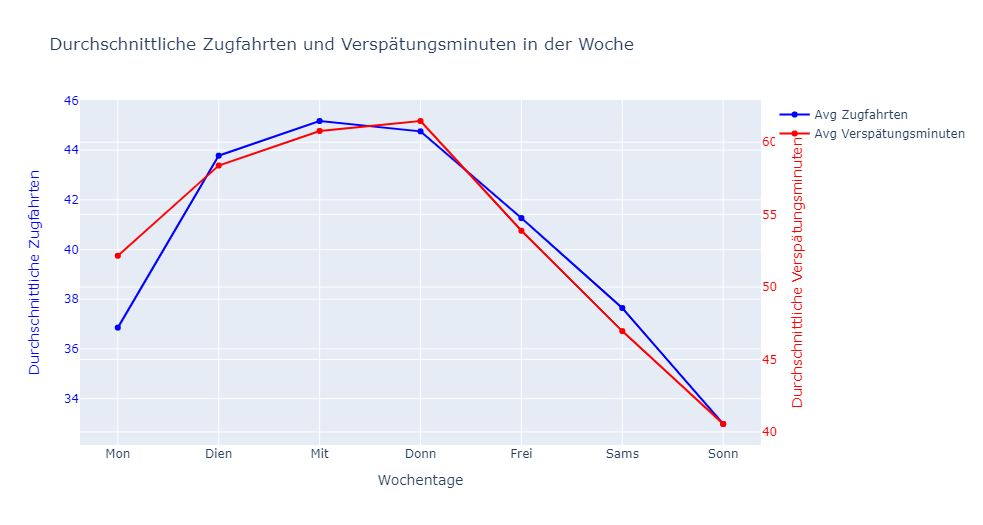 Durchschnittliche Zugfahrten und Verspätungsminuten in der Woche
Avg Zugfahrten
Avg Verspätungsminuten
Durchschnittliche Zugfahrten
46
44
42
40
38
36
34
Durchschnittliche Verspätungsminuten
60
55
50
45
40
Mon Dien Mit Donn Frei Sams Sonn
Wochentage